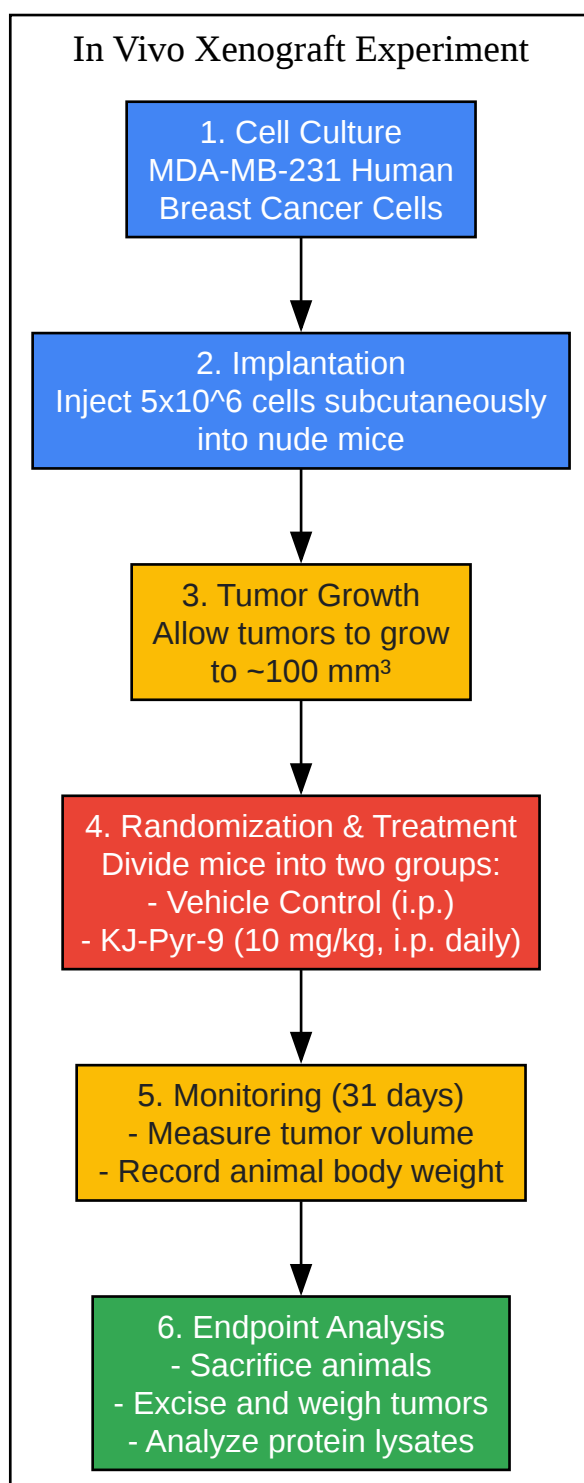 In Vivo Xenograft Experiment
1. Cell Culture
MDA-MB-231 Human
Breast Cancer Cells
2. Implantation
Inject 5x10^6 cells subcutaneously
into nude mice
3. Tumor Growth
Allow tumors to grow
to ~100 mm³
4. Randomization & Treatment
Divide mice into two groups:
- Vehicle Control (i.p.)
- KJ-Pyr-9 (10 mg/kg, i.p. daily)
5. Monitoring (31 days)
- Measure tumor volume
- Record animal body weight
6. Endpoint Analysis
- Sacrifice animals
- Excise and weigh tumors
- Analyze protein lysates